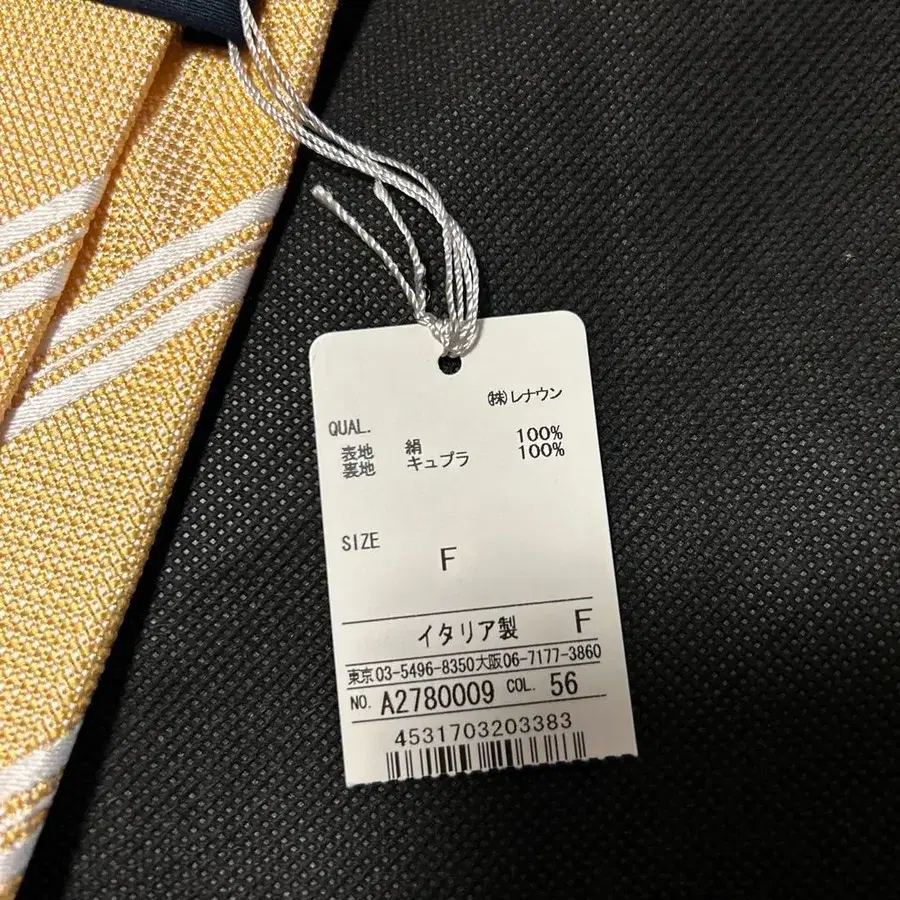 ㈱レナウン
QUAL.
表地 絹 100%
裏地 キュプラ 100%
SIZE
F
イタリア製 F
東京03-5496-8350大阪06-7177-3860
NO. A2780009 COL. 56
4531703203383